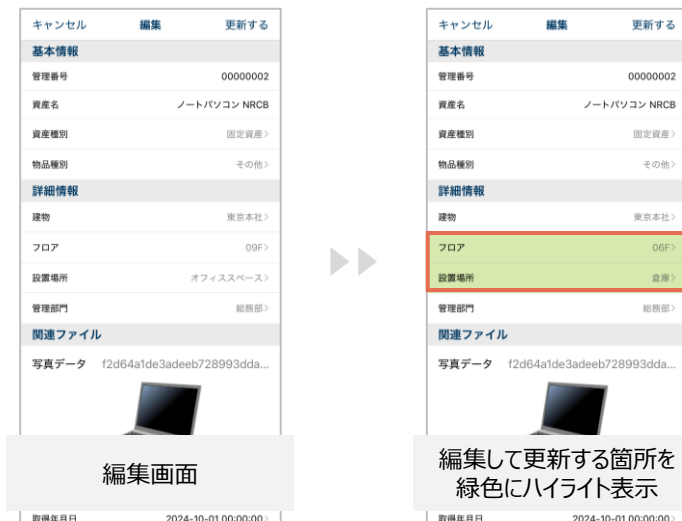 キャンセル 編集 更新する
基本情報
管理番号 00000002
資産名 ノートパソコン NRCB
資産種別 固定資産>
物品種別 その他>
詳細情報
建物 東京本社>
フロア 09F>
設置場所 オフィススペース>
管理部門 総務部>
関連ファイル
写真データ f2d64a1de3adeeb728993dda...
編集画面
取得年月日 2024-10-01 00:00:00>
キャンセル 編集 更新する
基本情報
管理番号 00000002
資産名 ノートパソコン NRCB
資産種別 固定資産>
物品種別 その他>
詳細情報
建物 東京本社>
フロア 06F>
設置場所 倉庫>
管理部門 総務部>
関連ファイル
写真データ f2d64a1de3adeeb728993dda...
編集して更新する箇所を
緑色にハイライト表示
取得年月日 2024-10-01 00:00:00>